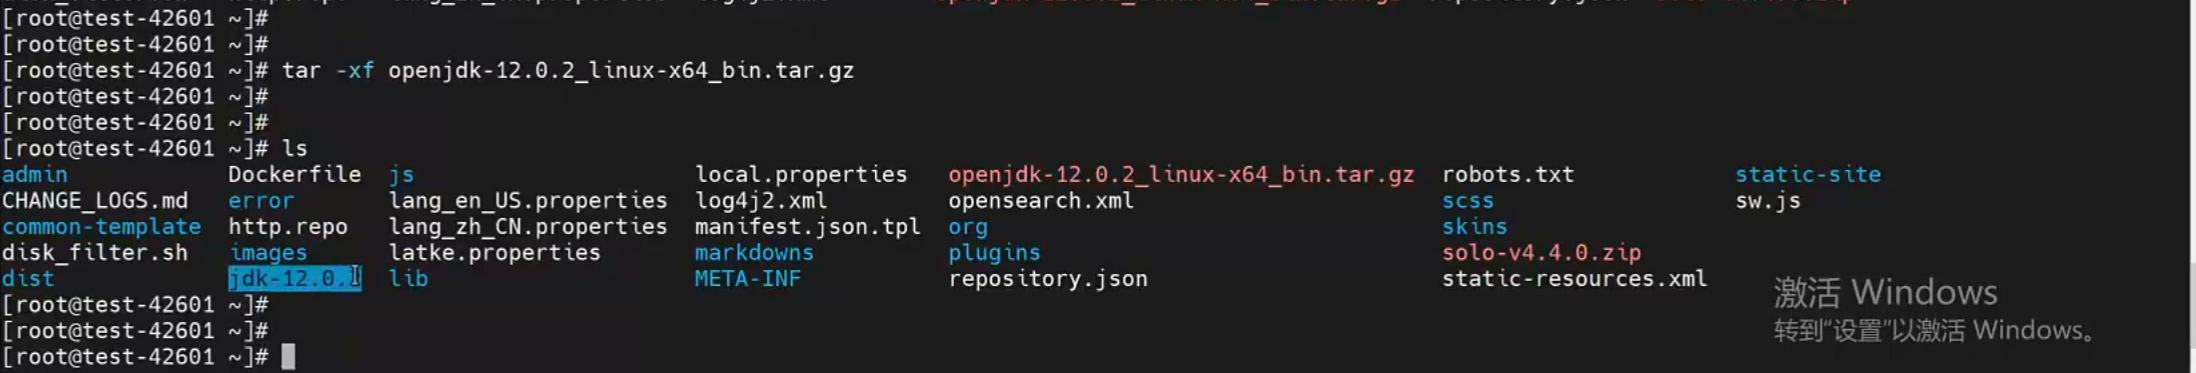 [root@test-42601 ~]#
[root@test-42601 ~]#
[root@test-42601 ~]# tar -xf openjdk-12.0.2_linux-x64_bin.tar.gz
[root@test-42601 ~]#
[root@test-42601 ~]#
[root@test-42601 ~]# ls
admin Dockerfile js local.properties openjdk-12.0.2_linux-x64_bin.tar.gz robots.txt static-site
CHANGE_LOGS.md error lang_en_US.properties log4j2.xml opensearch.xml scss sw.js
common-template http.repo lang_zh_CN.properties manifest.json.tpl org skins
disk_filter.sh images latke.properties markdowns plugins solo-v4.4.0.zip
dist jdk-12.0.2 lib META-INF repository.json static-resources.xml
[root@test-42601 ~]#
[root@test-42601 ~]#
[root@test-42601 ~]#
激活 Windows
转到“设置”以激活 Windows。